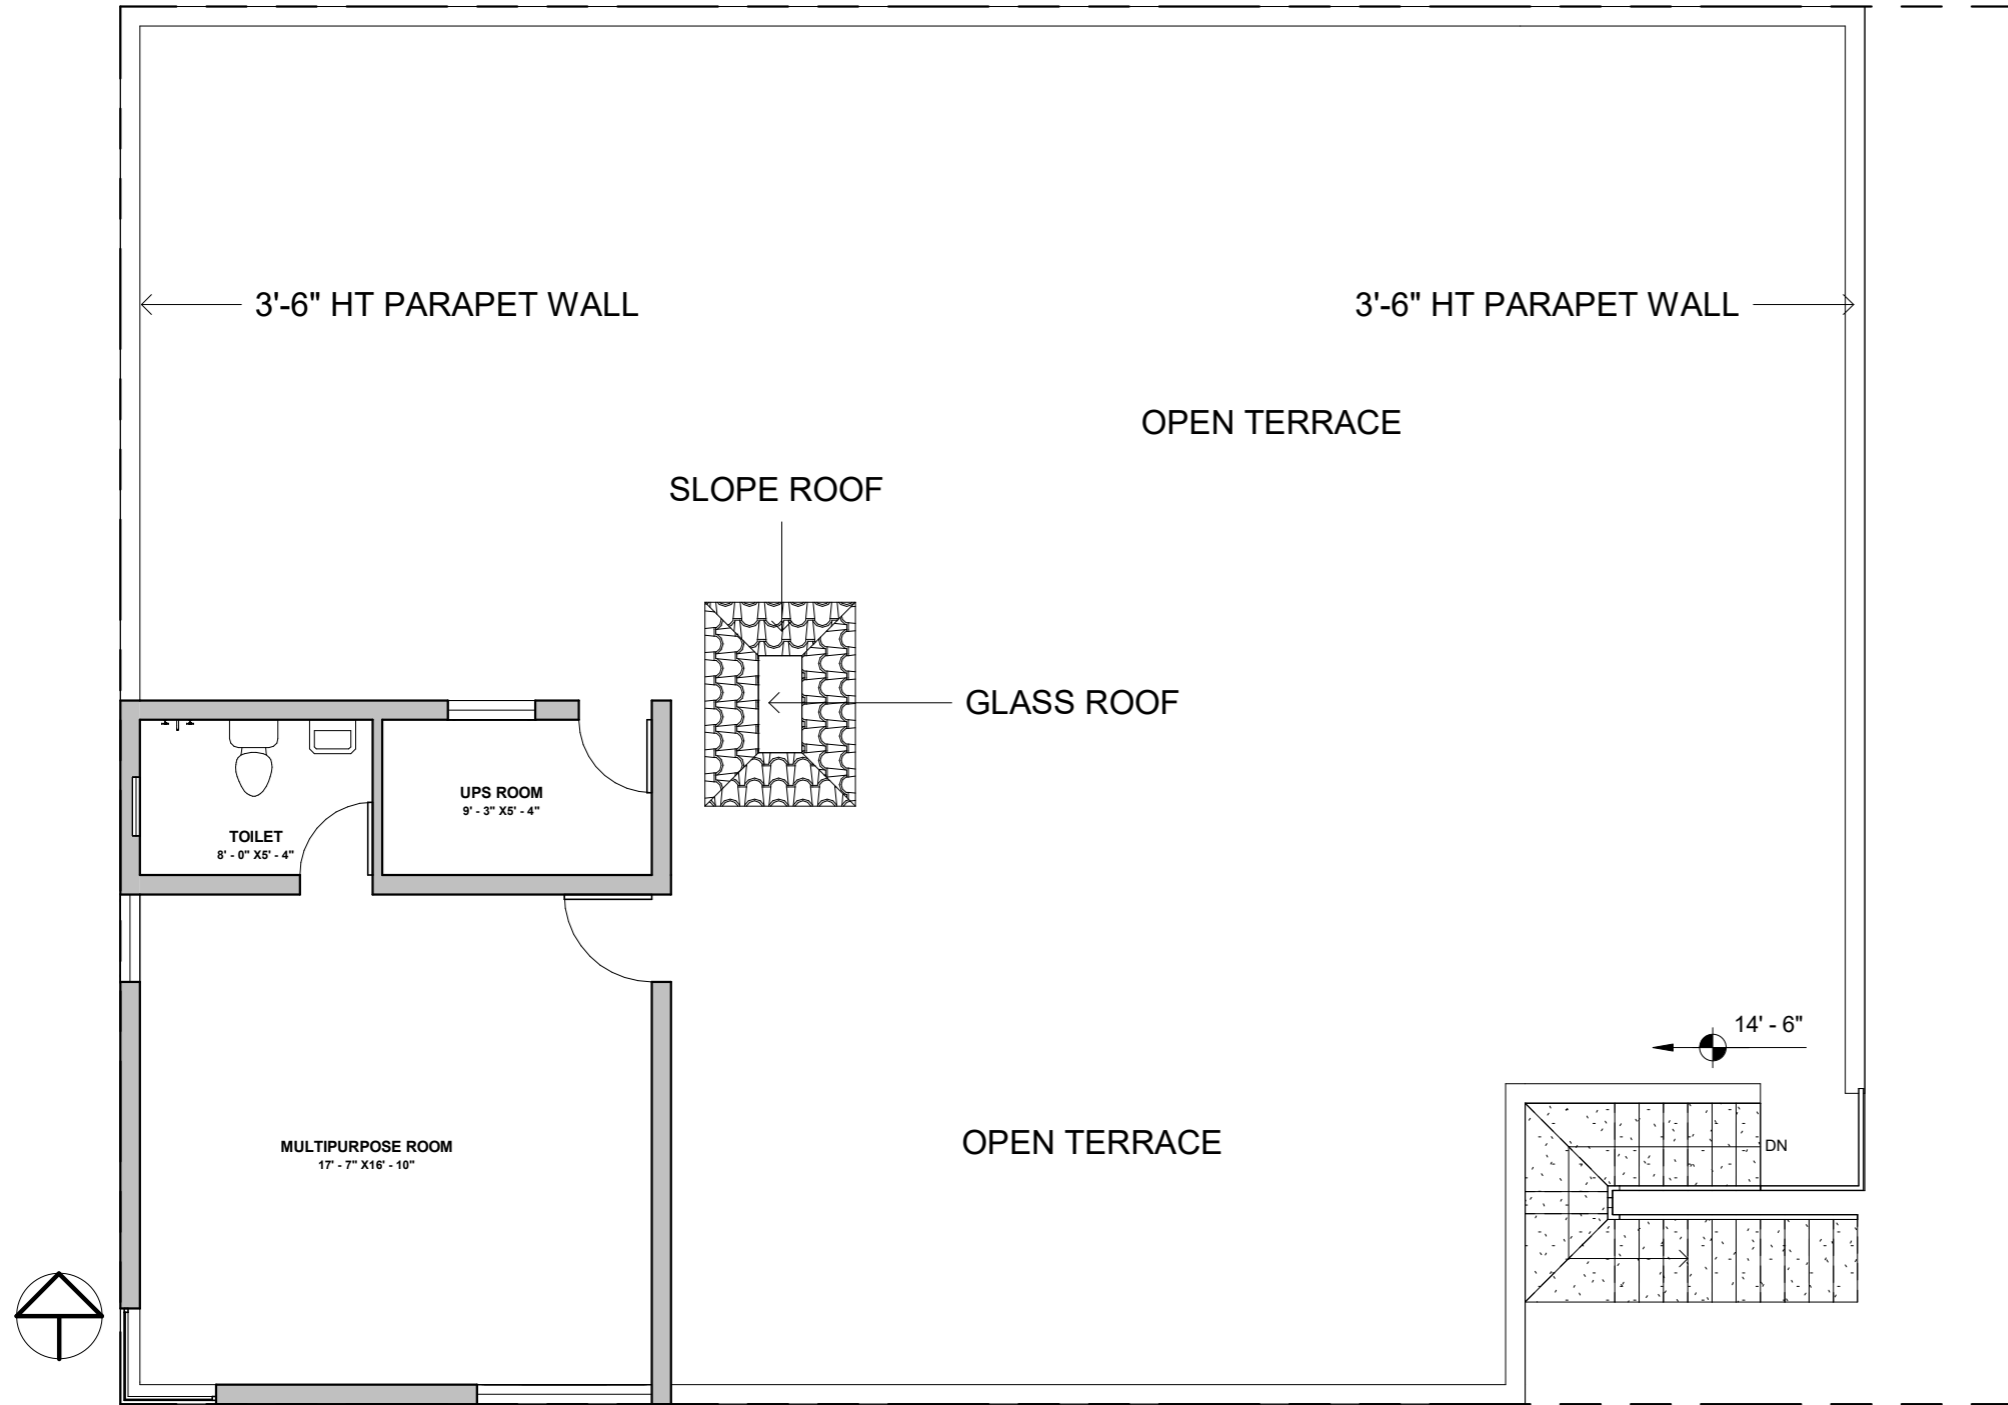 3'-6" HT PARAPET WALL
3'-6" HT PARAPET WALL
OPEN TERRACE
SLOPE ROOF
GLASS ROOF
UPS ROOM
9' - 3" X5' - 4"
TOILET
8' - 0" X5' - 4"
14' - 6"
MULTIPURPOSE ROOM
17' - 7" X16' - 10"
OPEN TERRACE
DN